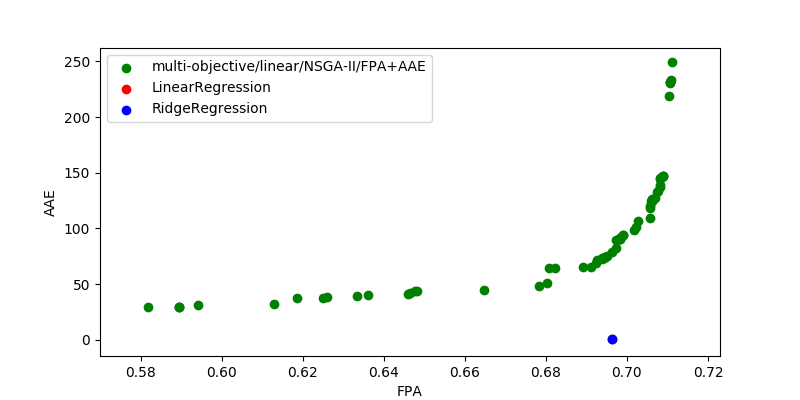 multi-objective/linear/NSGA-II/FPA+AAE
LinearRegression
RidgeRegression
250
200
150
100
50
0
AAE
0.58 0.60 0.62 0.64 0.66 0.68 0.70 0.72
FPA